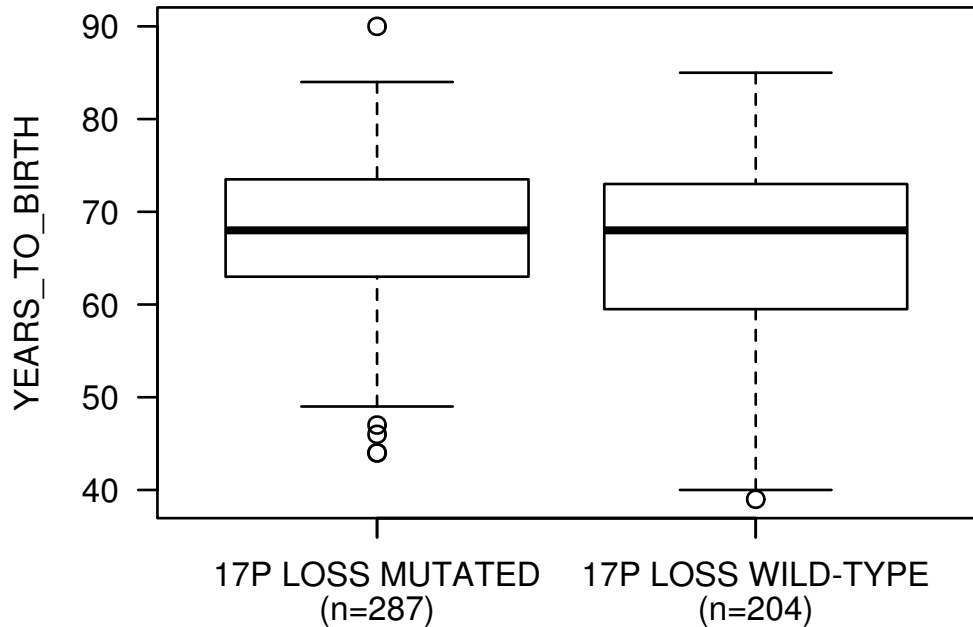 YEARS_TO_BIRTH
90
80
70
60
50
40
17P LOSS MUTATED
(n=287)
17P LOSS WILD-TYPE
(n=204)